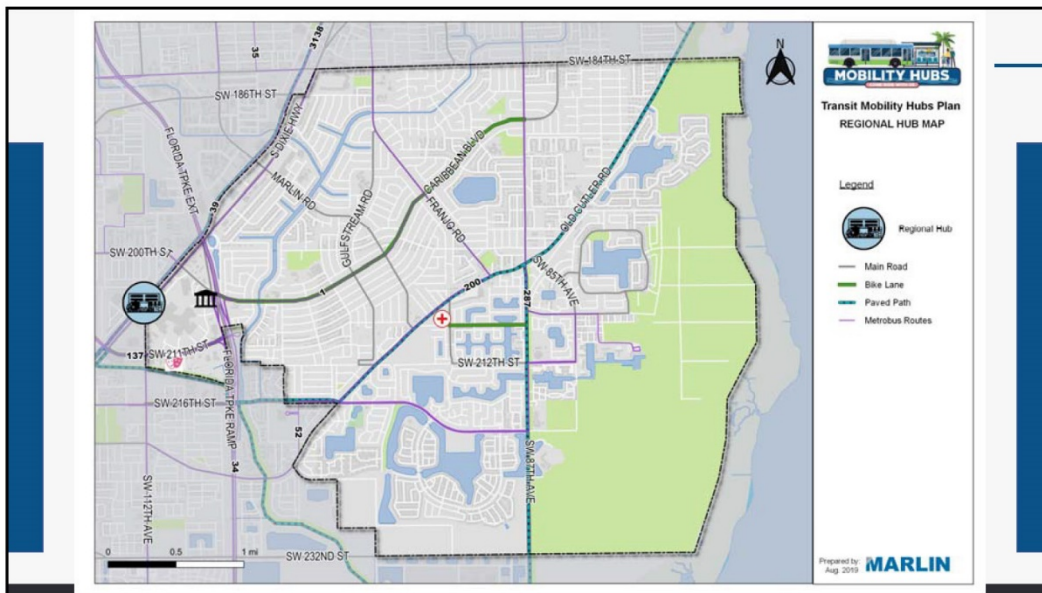 N
MOBILITY HUBS
Transit Mobility Hubs Plan
REGIONAL HUB MAP
Legend
Regional Hub
Main Road
Bike Lane
Paved Path
Metrobus Routes
SW 184TH ST
35
3138
SW 186TH ST
S DIXIE HWY
FLORIDA TPKE EXT
MARLIN RD
CARIBBEAN BLVD
OLD CUTLER RD
39
GULFSTREAM RD
FRANJO RD
SW 200TH ST
SW 85TH AVE
200
287
1
137
SW 211TH ST
SW 212TH ST
FLORIDA TPKE RAMP
SW 216TH ST
52
34
SW 87TH AVE
SW 112TH AVE
SW 232ND ST
0 0.5 1 mi
Prepared by:
Aug. 2019
MARLIN